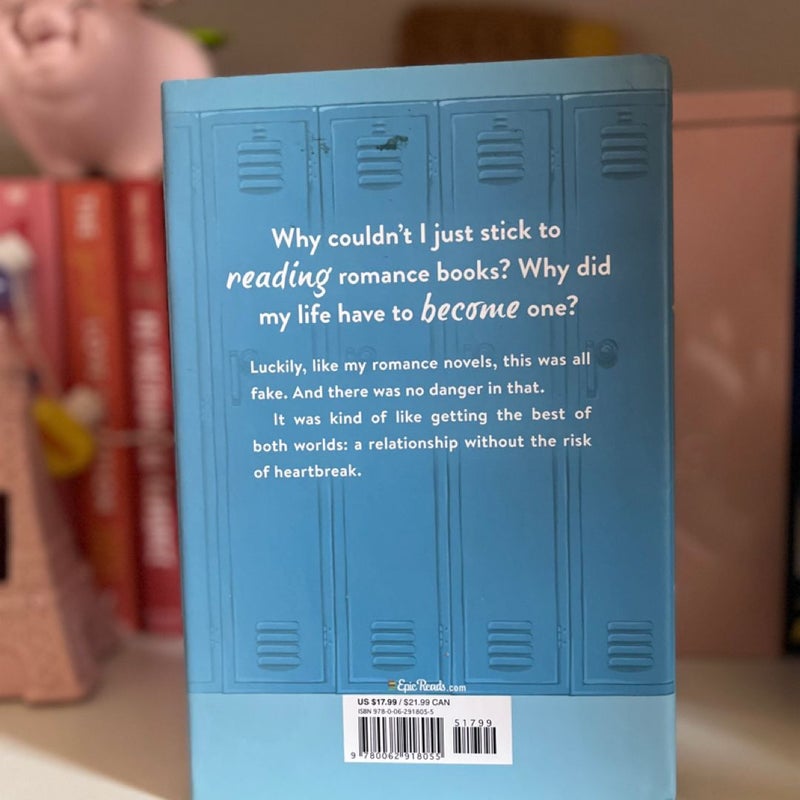 Why couldn't I just stick to
reading romance books? Why did
my life have to become one?
Luckily, like my romance novels, this was all
fake. And there was no danger in that.
It was kind of like getting the best of
both worlds: a relationship without the risk
of heartbreak.
Epic Reads.com
US $17.99 / $21.99 CAN
ISBN 978-0-06-291805-5
51799
9 780062 918055
THE